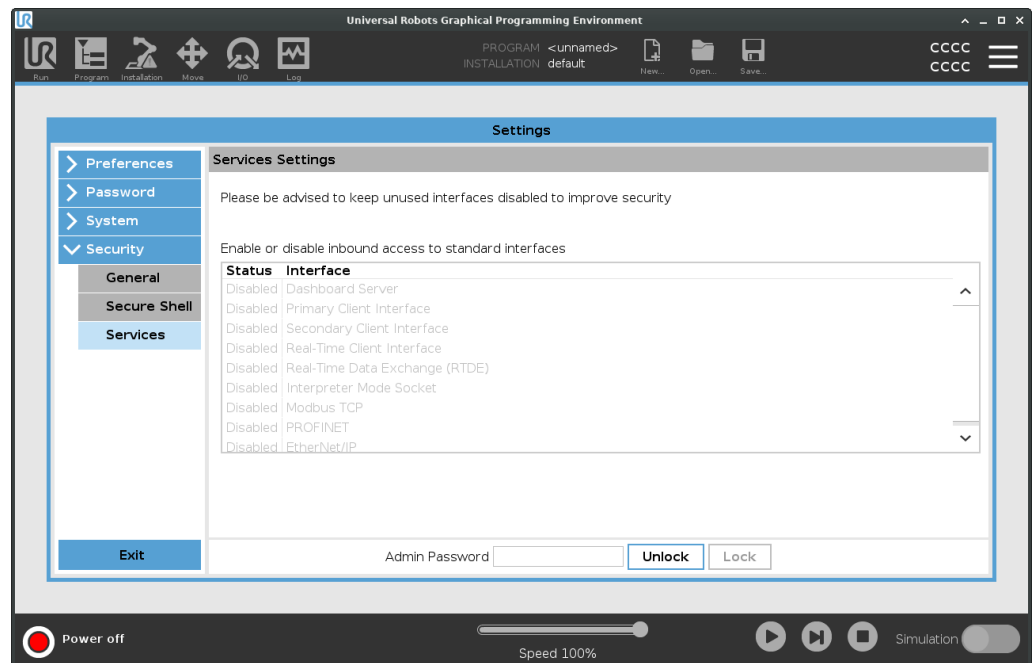 UR
Universal Robots Graphical Programming Environment
UR
PROGRAM <unnamed>
INSTALLATION default
CCCC
CCCC
Run Program Installation Move I/O Log New... Open... Save...
Settings
Preferences
Password
System
Security
General
Secure Shell
Services
Exit
Services Settings
Please be advised to keep unused interfaces disabled to improve security
Enable or disable inbound access to standard interfaces
Status Interface
Disabled Dashboard Server
Disabled Primary Client Interface
Disabled Secondary Client Interface
Disabled Real-Time Client Interface
Disabled Real-Time Data Exchange (RTDE)
Disabled Interpreter Mode Socket
Disabled Modbus TCP
Disabled PROFINET
Disabled EtherNet/IP
Admin Password Unlock Lock
Power off
Speed 100%
Simulation